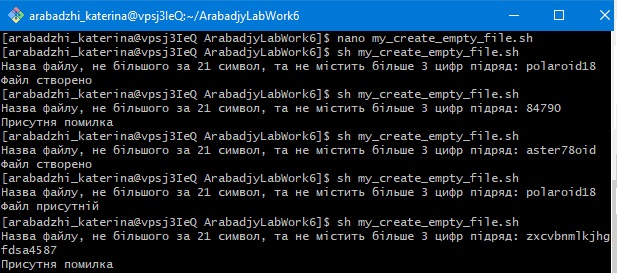 arabadzhi_katerina@vpsj3IeQ:~/ArabadjyLabWork6
[arabadzhi_katerina@vpsj3IeQ ArabadjyLabWork6]$ nano my_create_empty_file.sh
[arabadzhi_katerina@vpsj3IeQ ArabadjyLabWork6]$ sh my_create_empty_file.sh
Назва файлу, не більшого за 21 символ, та не містить більше 3 цифр підряд: polaroid18
Файл створено
[arabadzhi_katerina@vpsj3IeQ ArabadjyLabWork6]$ sh my_create_empty_file.sh
Назва файлу, не більшого за 21 символ, та не містить більше 3 цифр підряд: 84790
Присутня помилка
[arabadzhi_katerina@vpsj3IeQ ArabadjyLabWork6]$ sh my_create_empty_file.sh
Назва файлу, не більшого за 21 символ, та не містить більше 3 цифр підряд: aster78oid
Файл створено
[arabadzhi_katerina@vpsj3IeQ ArabadjyLabWork6]$ sh my_create_empty_file.sh
Назва файлу, не більшого за 21 символ, та не містить більше 3 цифр підряд: polaroid18
Файл присутній
[arabadzhi_katerina@vpsj3IeQ ArabadjyLabWork6]$ sh my_create_empty_file.sh
Назва файлу, не більшого за 21 символ, та не містить більше 3 цифр підряд: zxcvbnmlkjhg
fdsa4587
Присутня помилка